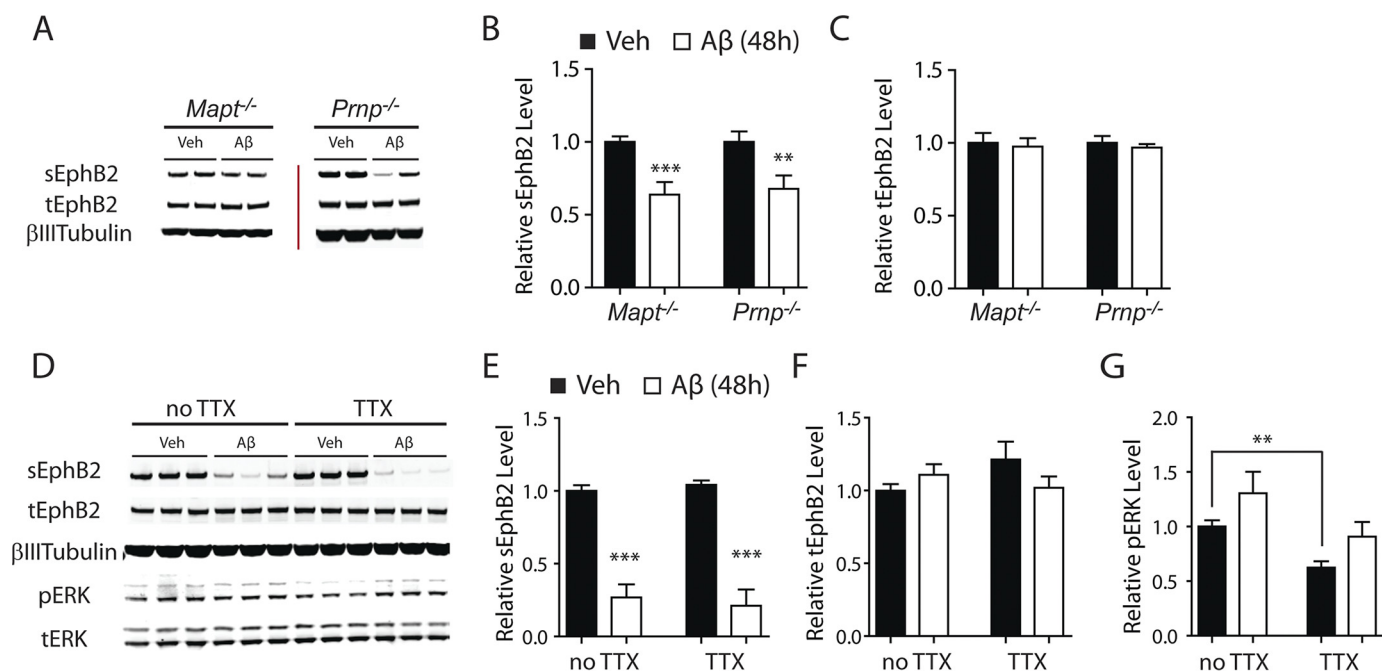 A
Mapt-/- Prnp-/-
Veh Aβ Veh Aβ
sEphB2
tEphB2
βIIITubulin
B
Veh Aβ (48h)
Relative sEphB2 Level
1.5
1.0
0.5
0.0
*** **
Mapt-/- Prnp-/-
C
Relative tEphB2 Level
1.5
1.0
0.5
0.0
Mapt-/- Prnp-/-
D
no TTX TTX
Veh Aβ Veh Aβ
sEphB2
tEphB2
βIIITubulin
pERK
tERK
E
Veh Aβ (48h)
Relative sEphB2 Level
1.5
1.0
0.5
0.0
*** ***
no TTX TTX
F
Relative tEphB2 Level
1.5
1.0
0.5
0.0
no TTX TTX
G
Relative pERK Level
2.0
1.5
1.0
0.5
0.0
**
no TTX TTX